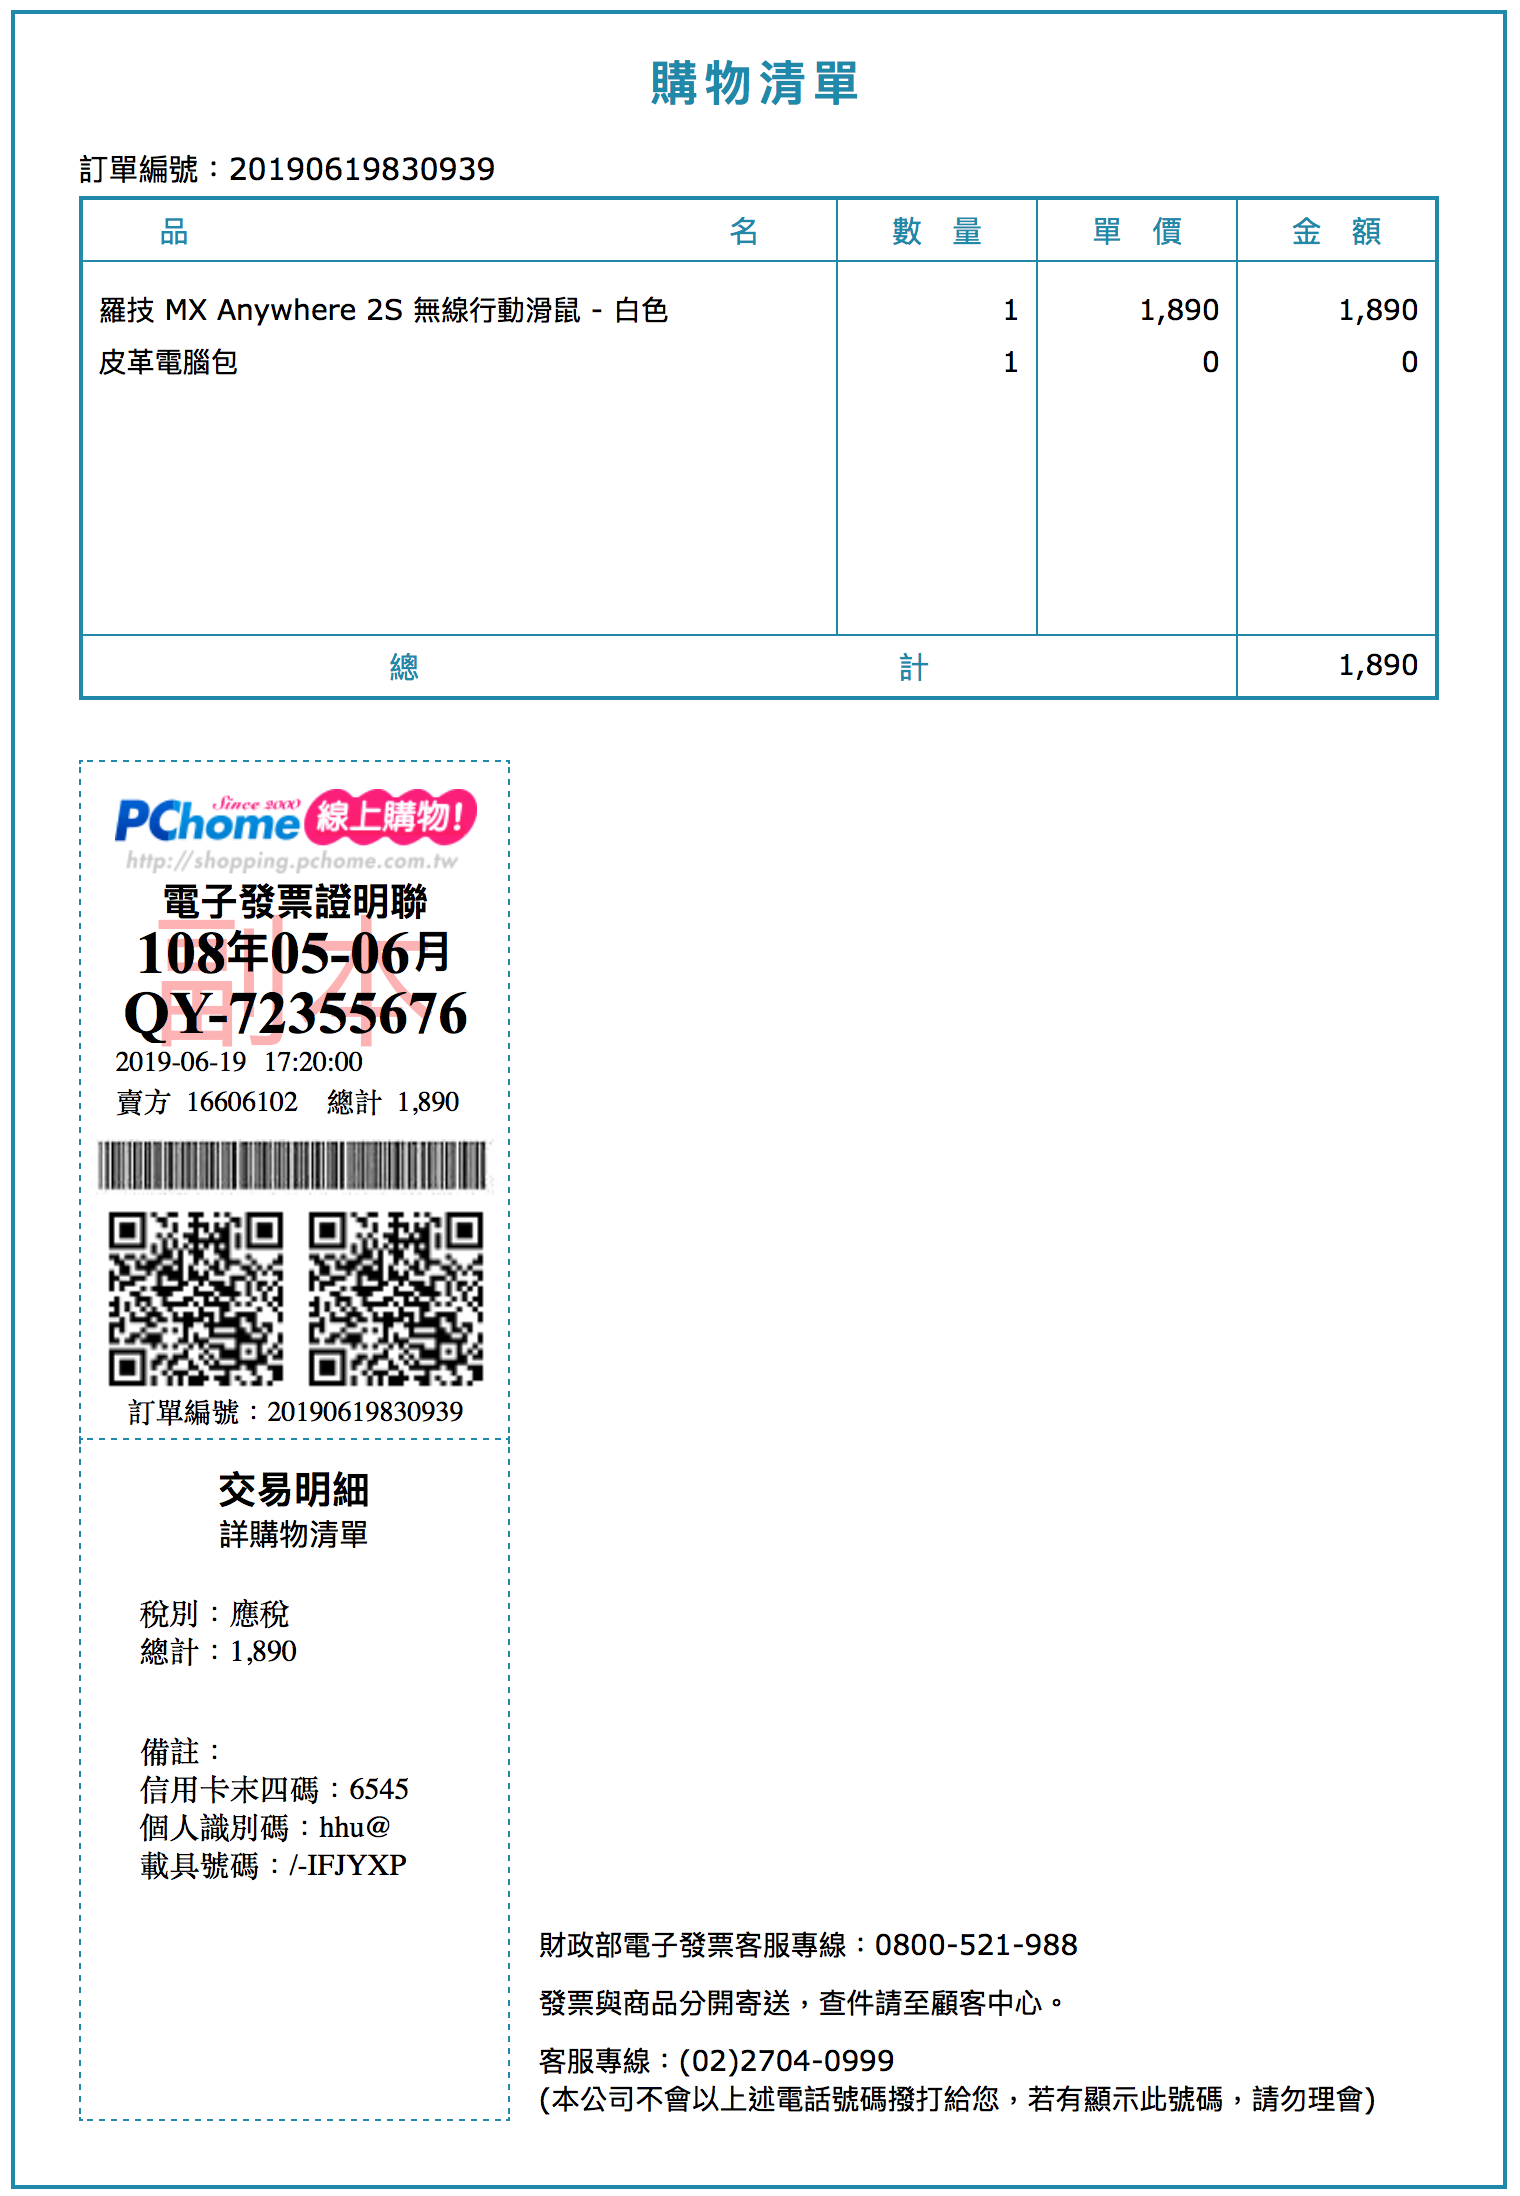 購物清單
訂單編號：20190619830939
品 名 數 量 單 價 金 額
羅技 MX Anywhere 2S 無線行動滑鼠 - 白色 1 1,890 1,890
皮革電腦包 1 0 0
總 計 1,890
Since 2000
PChome 線上購物!
http://shopping.pchome.com.tw
電子發票證明聯
副本
108年05-06月
QY-72355676
2019-06-19 17:20:00
賣方 16606102 總計 1,890
訂單編號：20190619830939
交易明細
詳購物清單
稅別：應稅
總計：1,890
備註：
信用卡末四碼：6545
個人識別碼：hhu@
載具號碼：/-IFJYXP
財政部電子發票客服專線：0800-521-988
發票與商品分開寄送，查件請至顧客中心。
客服專線：(02)2704-0999
(本公司不會以上述電話號碼撥打給您，若有顯示此號碼，請勿理會)